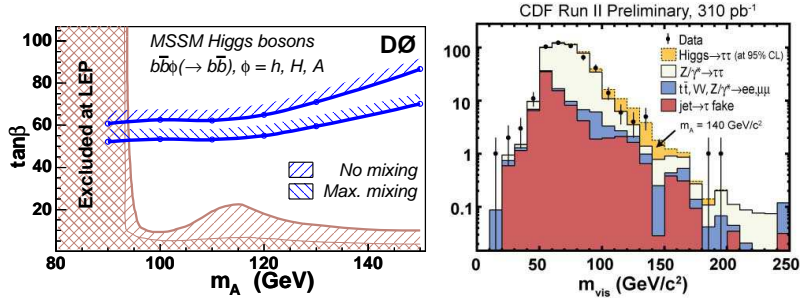 MSSM Higgs bosons
DØ
bb̄φ(→ bb̄), φ = h, H, A
Excluded at LEP
No mixing
Max. mixing
tanβ
100
80
60
40
20
80
100
120
140
m_A (GeV)
CDF Run II Preliminary, 310 pb⁻¹
Data
Higgs→ττ (at 95% CL)
Z/γ*→ττ
tt̄, VV, Z/γ*→ee,μμ
jet→τ fake
m_A = 140 GeV/c²
10²
10
1
0.1
0
50
100
150
200
250
m_vis (GeV/c²)